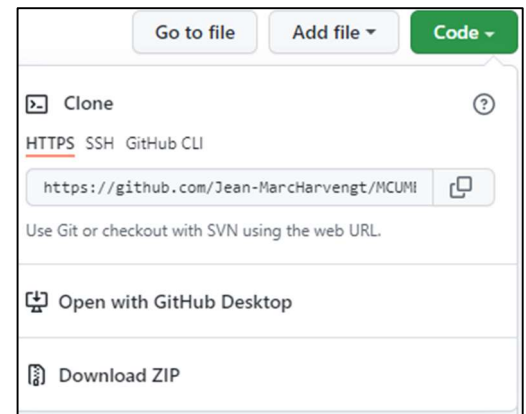 Go to file Add file Code
Clone
HTTPS SSH GitHub CLI
https://github.com/Jean-MarcHarvengt/MCUME
Use Git or checkout with SVN using the web URL.
Open with GitHub Desktop
Download ZIP